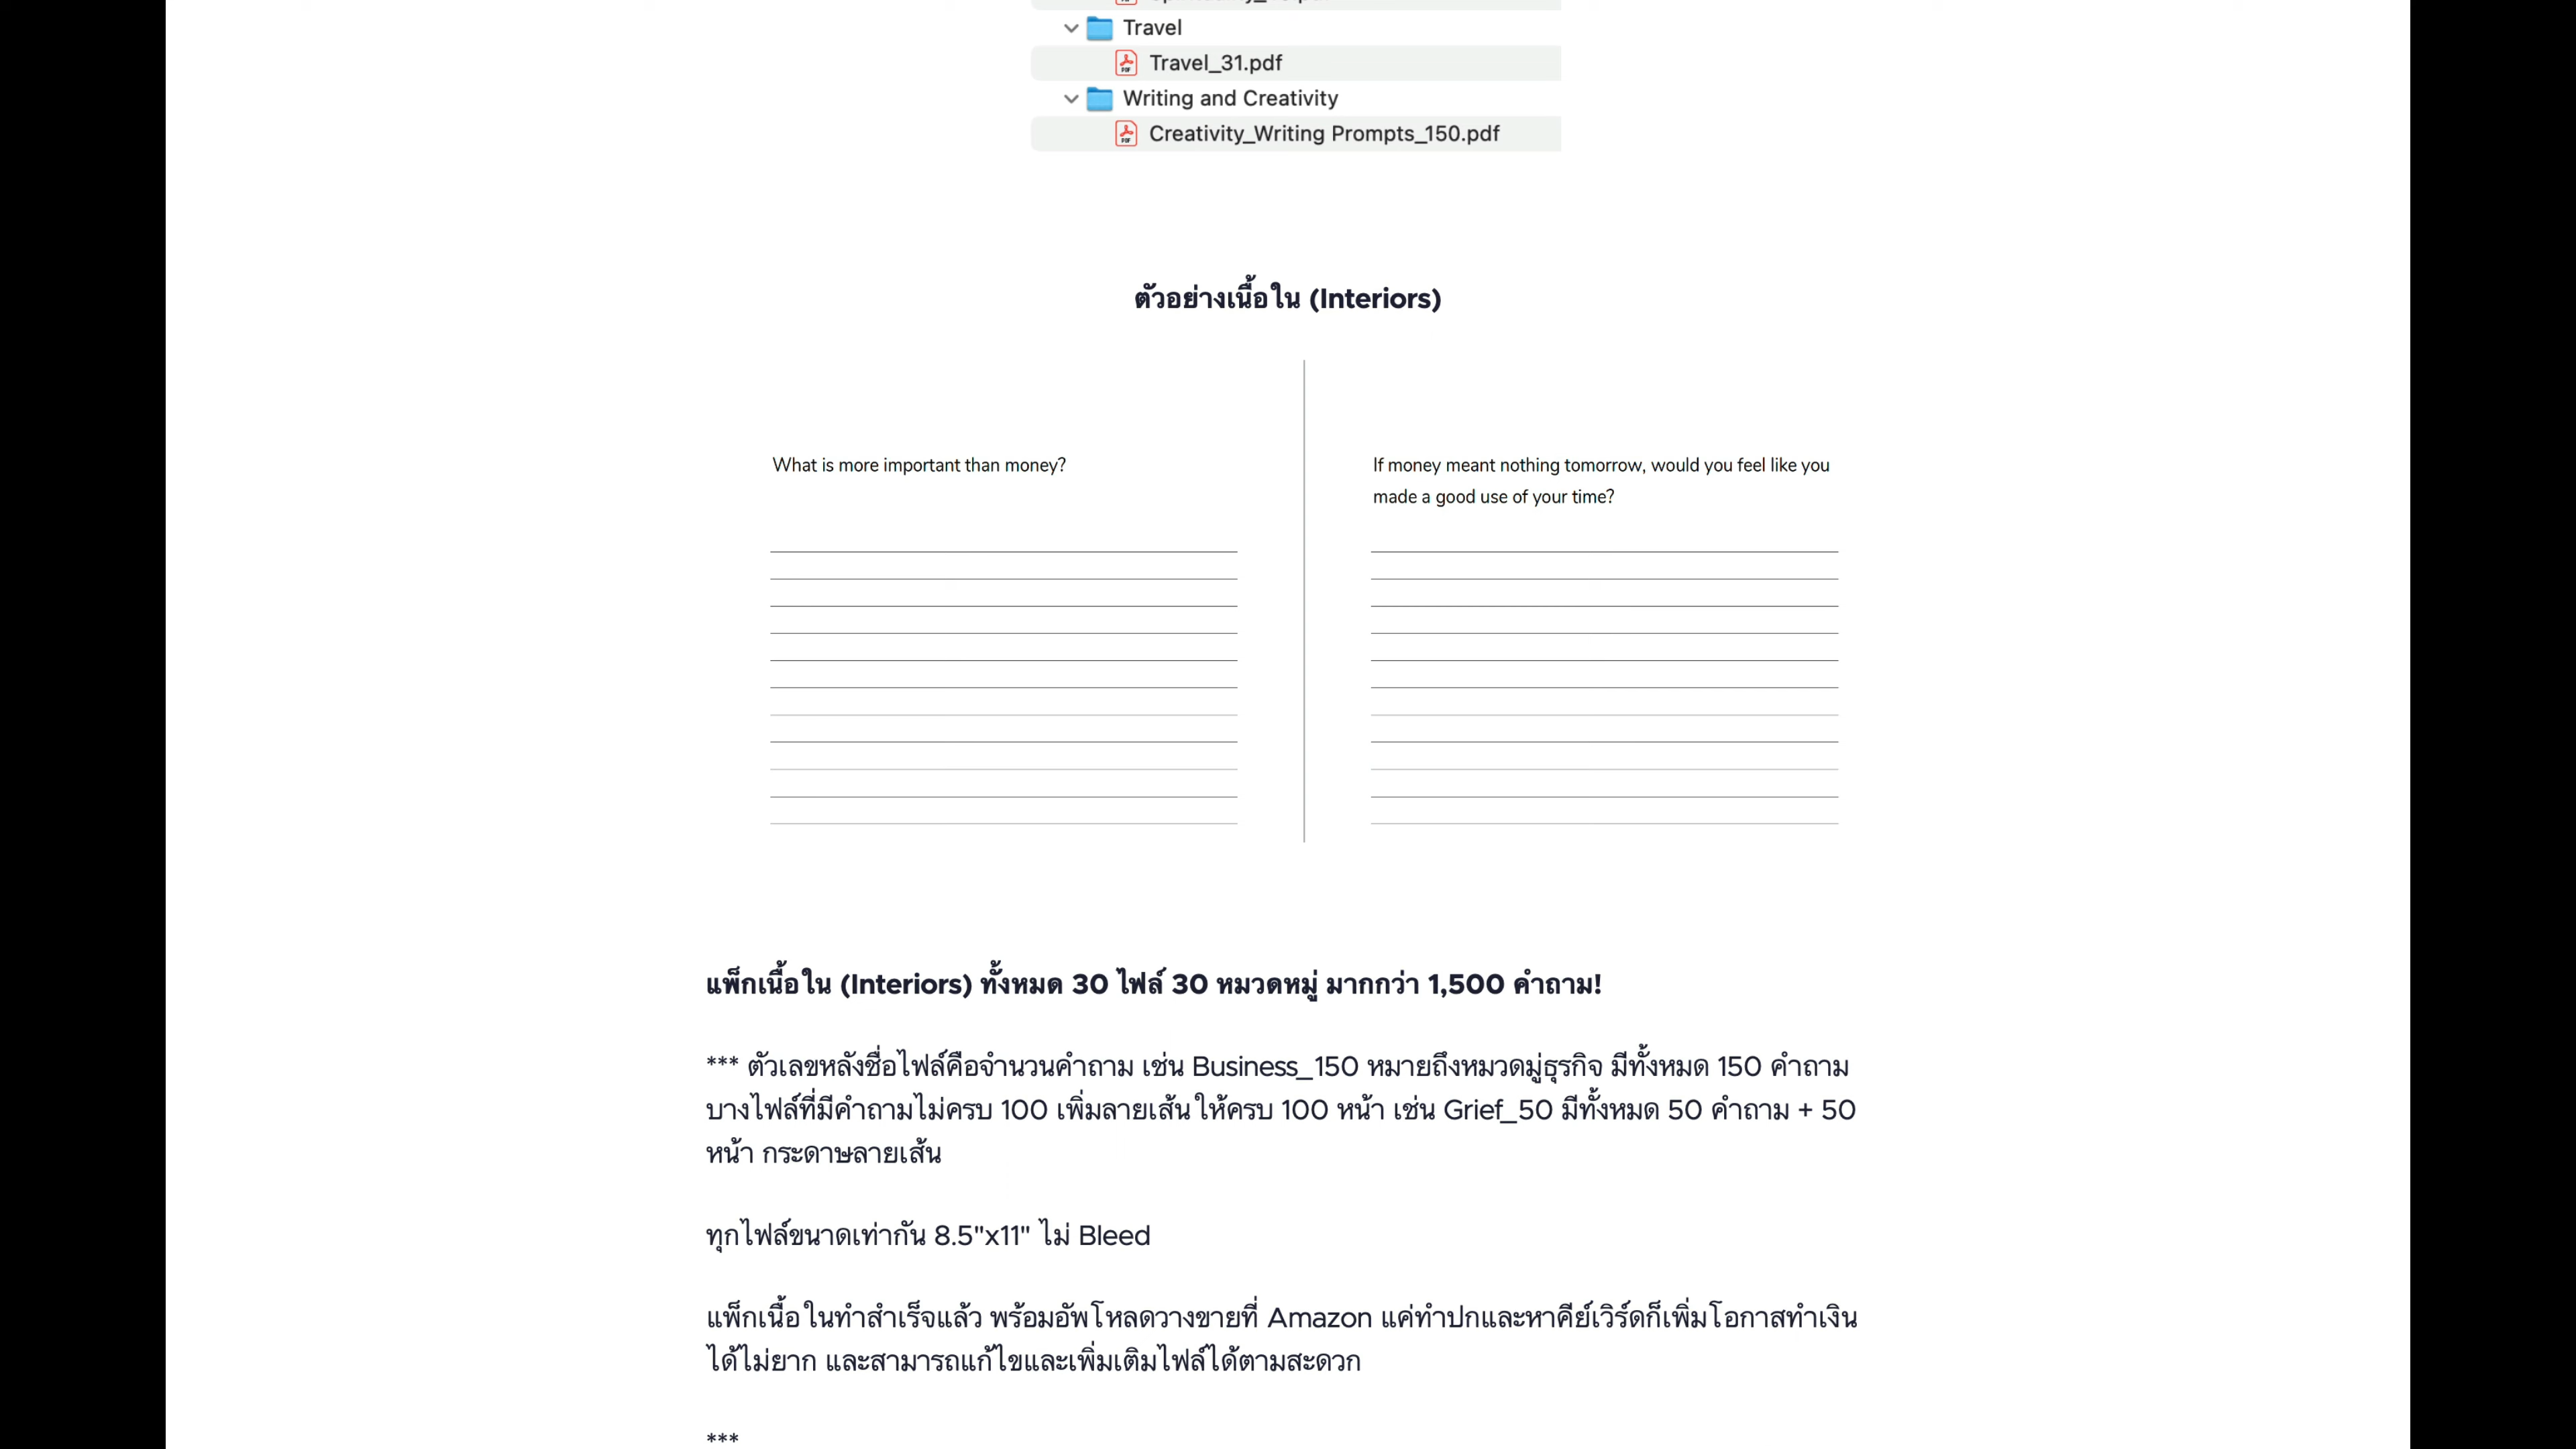 Travel
Travel_31.pdf
Writing and Creativity
Creativity_Writing Prompts_150.pdf
ตัวอย่างเนื้อใน (Interiors)
What is more important than money?
If money meant nothing tomorrow, would you feel like you
made a good use of your time?
แพ็กเนื้อใน (Interiors) ทั้งหมด 30 ไฟล์ 30 หมวดหมู่ มากกว่า 1,500 คำถาม!
*** ตัวเลขหลังชื่อไฟล์คือจำนวนคำถาม เช่น Business_150 หมายถึงหมวดมู่ธุรกิจ มีทั้งหมด 150 คำถาม
บางไฟล์ที่มีคำถามไม่ครบ 100 เพิ่มลายเส้นให้ครบ 100 หน้า เช่น Grief_50 มีทั้งหมด 50 คำถาม + 50
หน้า กระดาษลายเส้น
ทุกไฟล์ขนาดเท่ากัน 8.5"x11" ไม่ Bleed
แพ็กเนื้อในทำสำเร็จแล้ว พร้อมอัพโหลดวางขายที่ Amazon แค่ทำปกและหาคีย์เวิร์ดก็เพิ่มโอกาสทำเงิน
ได้ไม่ยาก และสามารถแก้ไขและเพิ่มเติมไฟล์ได้ตามสะดวก
***